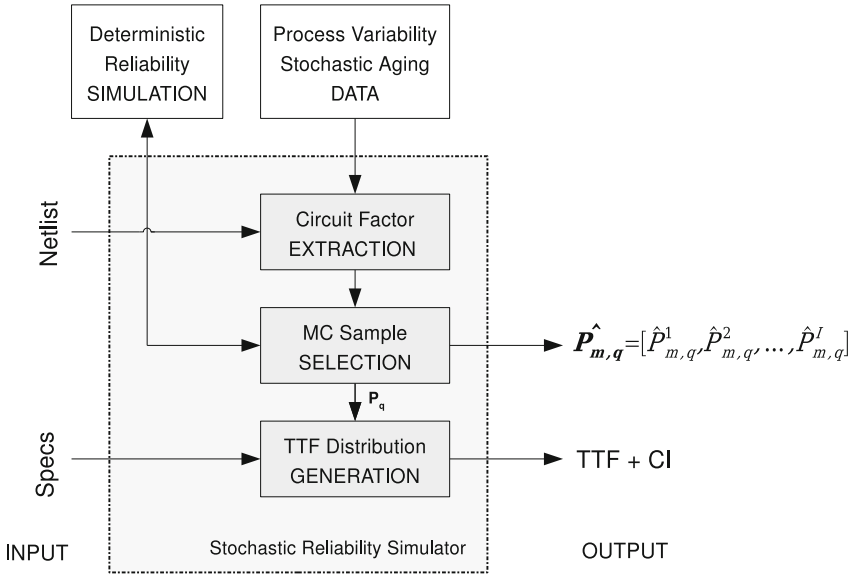 Deterministic
Reliability
SIMULATION
Process Variability
Stochastic Aging
DATA
Netlist
Circuit Factor
EXTRACTION
MC Sample
SELECTION
P̂m,q=[P̂¹m,q,P̂²m,q,...,P̂ᴵm,q]
Pq
Specs
TTF Distribution
GENERATION
TTF + CI
INPUT
Stochastic Reliability Simulator
OUTPUT